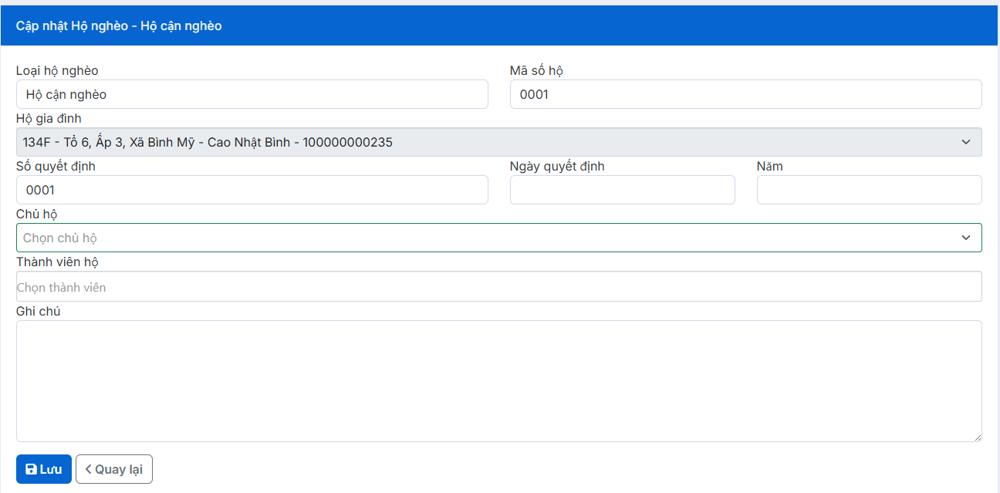 Cập nhật Hộ nghèo - Hộ cận nghèo
Loại hộ nghèo
Mã số hộ
Hộ cận nghèo
0001
Hộ gia đình
134F - Tổ 6, Ấp 3, Xã Bình Mỹ - Cao Nhật Bình - 100000000235
Số quyết định
Ngày quyết định
Năm
0001
Chủ hộ
Chọn chủ hộ
Thành viên hộ
Chọn thành viên
Ghi chú
Lưu
Quay lại